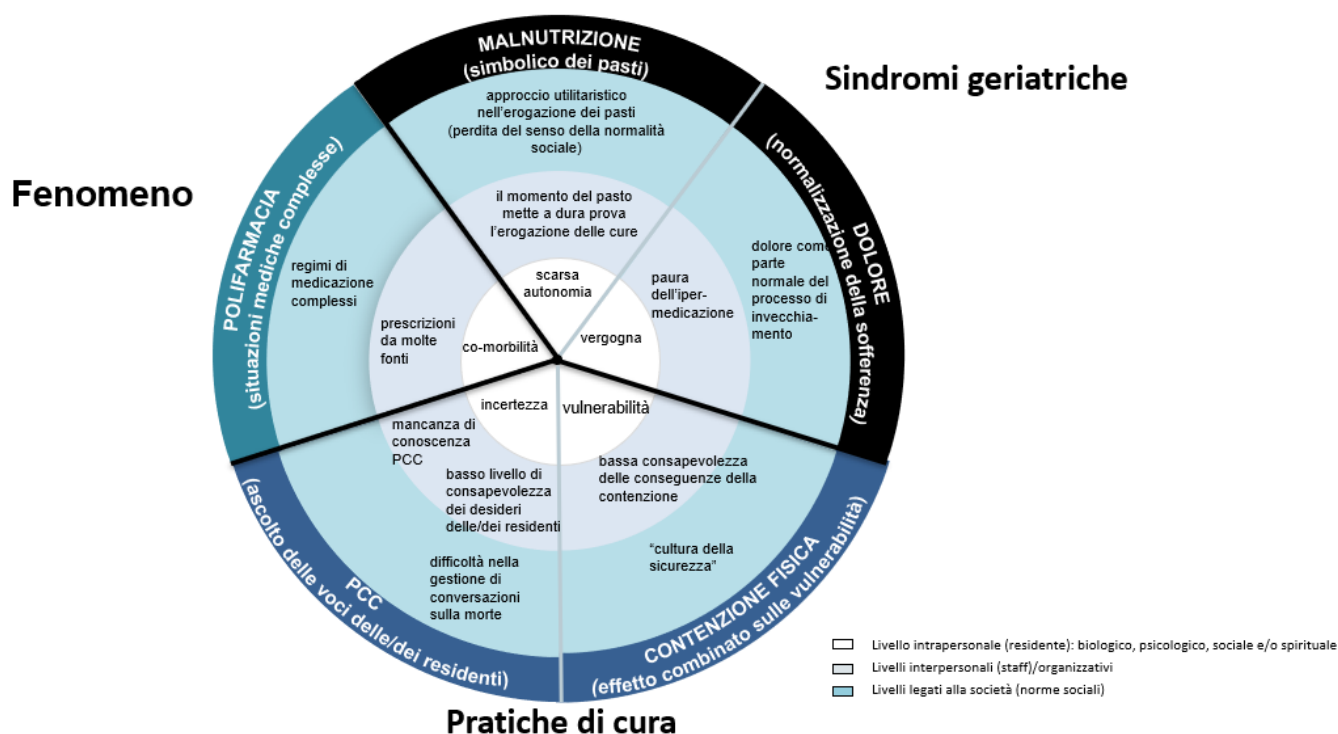 MALNUTRIZIONE
(simbolico dei pasti)
Sindromi geriatriche
approccio utilitaristico
nell'erogazione dei pasti
(perdita del senso della normalità
sociale)
Fenomeno
POLIFARMACIA
(situazioni mediche complesse)
DOLORE
(normalizzazione della sofferenza)
il momento del pasto
mette a dura prova
l'erogazione delle cure
regimi di
medicazione
complessi
scarsa
autonomia
paura
dell'iper-
medicazione
dolore come
parte
normale del
processo di
invecchia-
mento
prescrizioni
da molte
fonti
co-morbilità
vergogna
incertezza
vulnerabilità
mancanza di
conoscenza
PCC
basso livello di
consapevolezza
dei desideri
delle/dei residenti
bassa consapevolezza
delle conseguenze della
contenzione
difficoltà nella
gestione di
conversazioni
sulla morte
"cultura della
sicurezza"
PCC
(ascolto delle voci delle/dei residenti)
CONTENZIONE FISICA
(effetto combinato sulle vulnerabilità)
Pratiche di cura
Livello intrapersonale (residente): biologico, psicologico, sociale e/o spirituale
Livelli interpersonali (staff)/organizzativi
Livelli legati alla società (norme sociali)